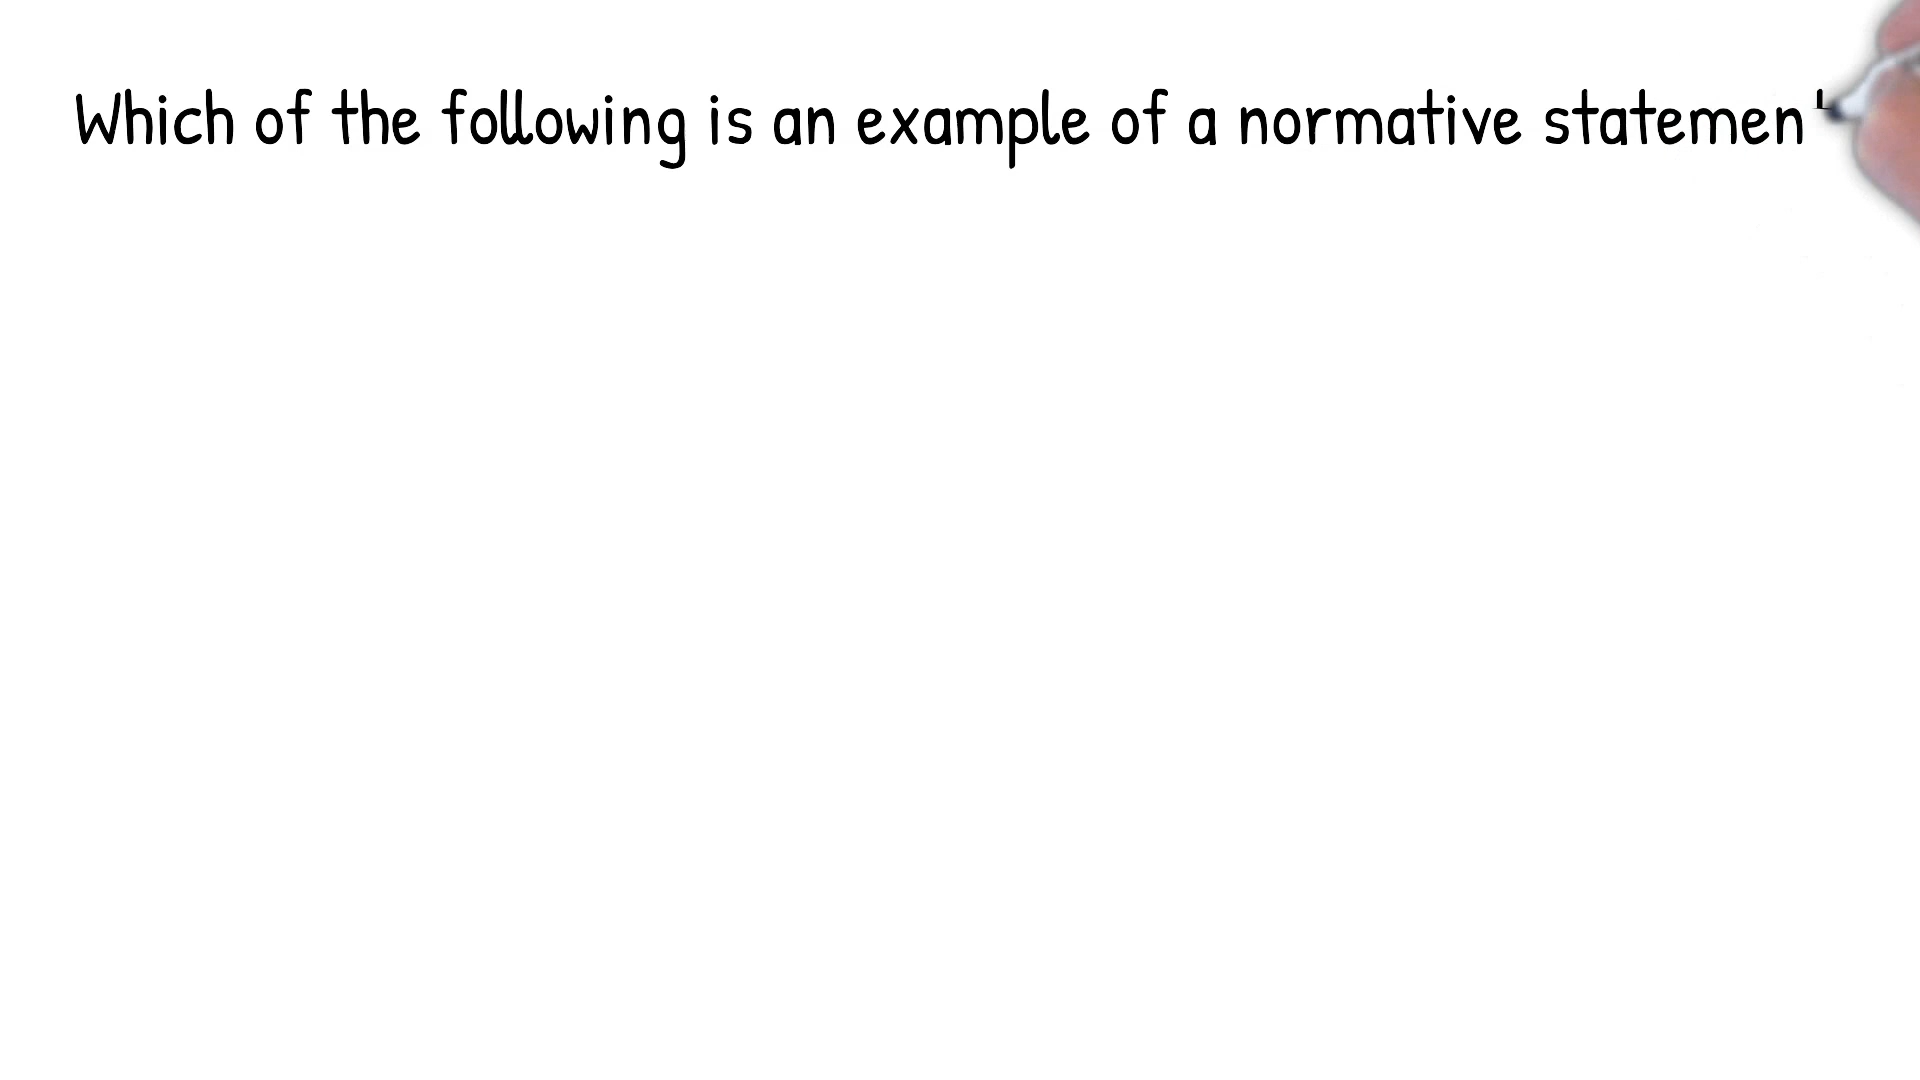 Which of the following is an example of a normative statemen